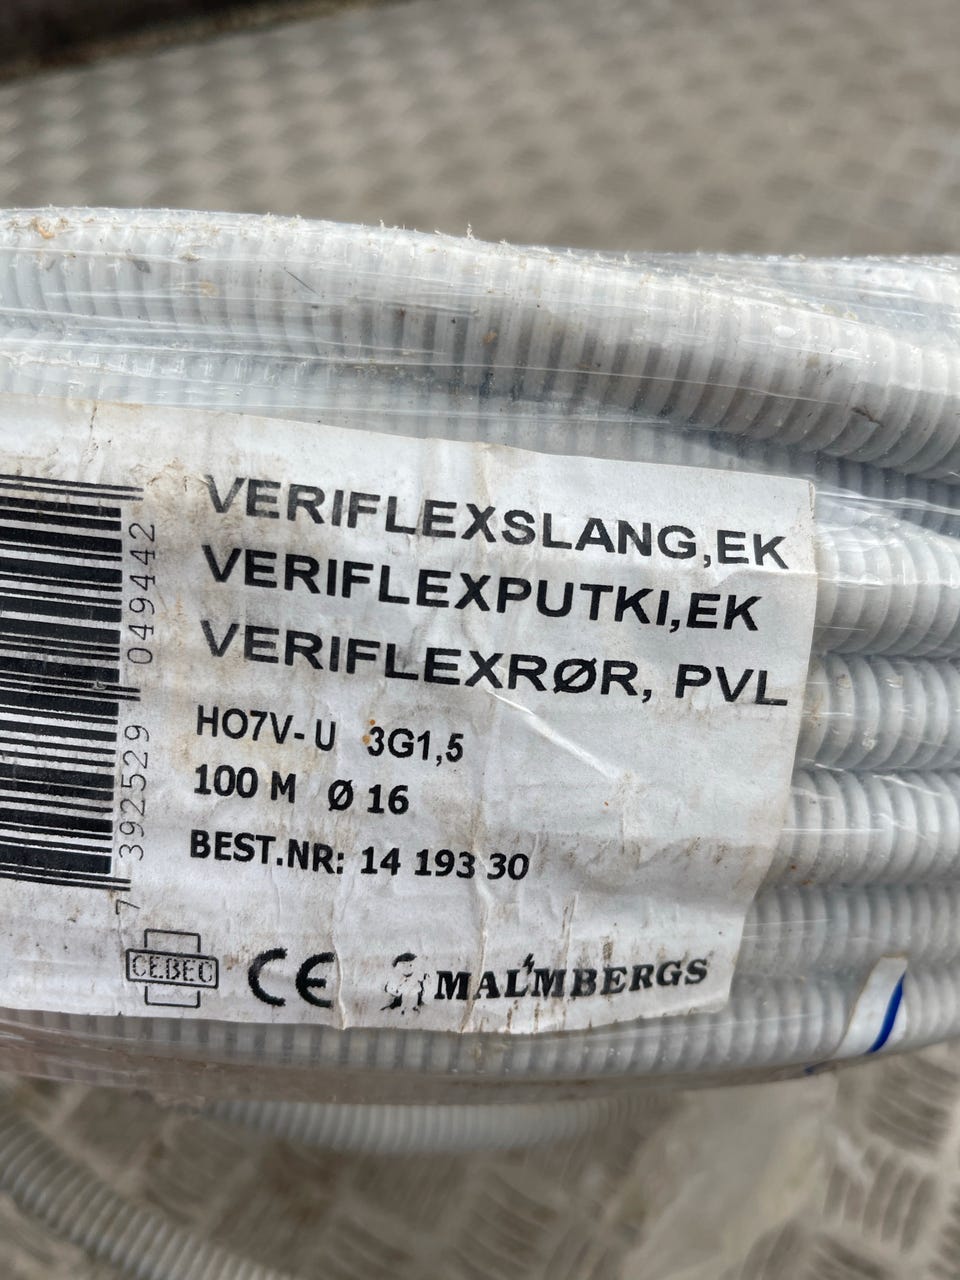 VERIFLEXSLANG,EK
VERIFLEXPUTKI,EK
VERIFLEXRØR, PVL
HO7V-U 3G1,5
100 M Ø 16
BEST.NR: 14 193 30
7 392529 049442
CEBEC
CE
MALMBERGS